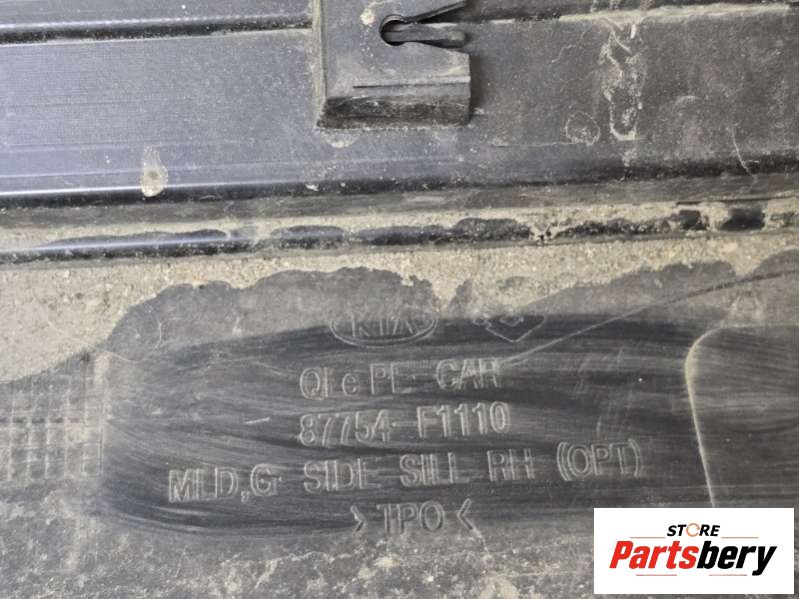 KIA
QLe PE-CAR
87754-F1110
MLD,G SIDE SILL RH (OPT)
>TPO<
STORE
Partsbery